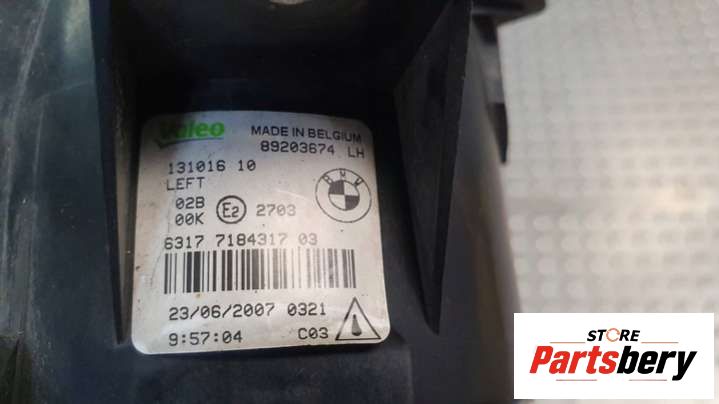 Valeo
MADE IN BELGIUM
89203674 LH
131016 10
LEFT
BMW
02B
00K
E2
2703
6317 7184317 03
23/06/2007 0321
9:57:04
C03
STORE
Partsbery